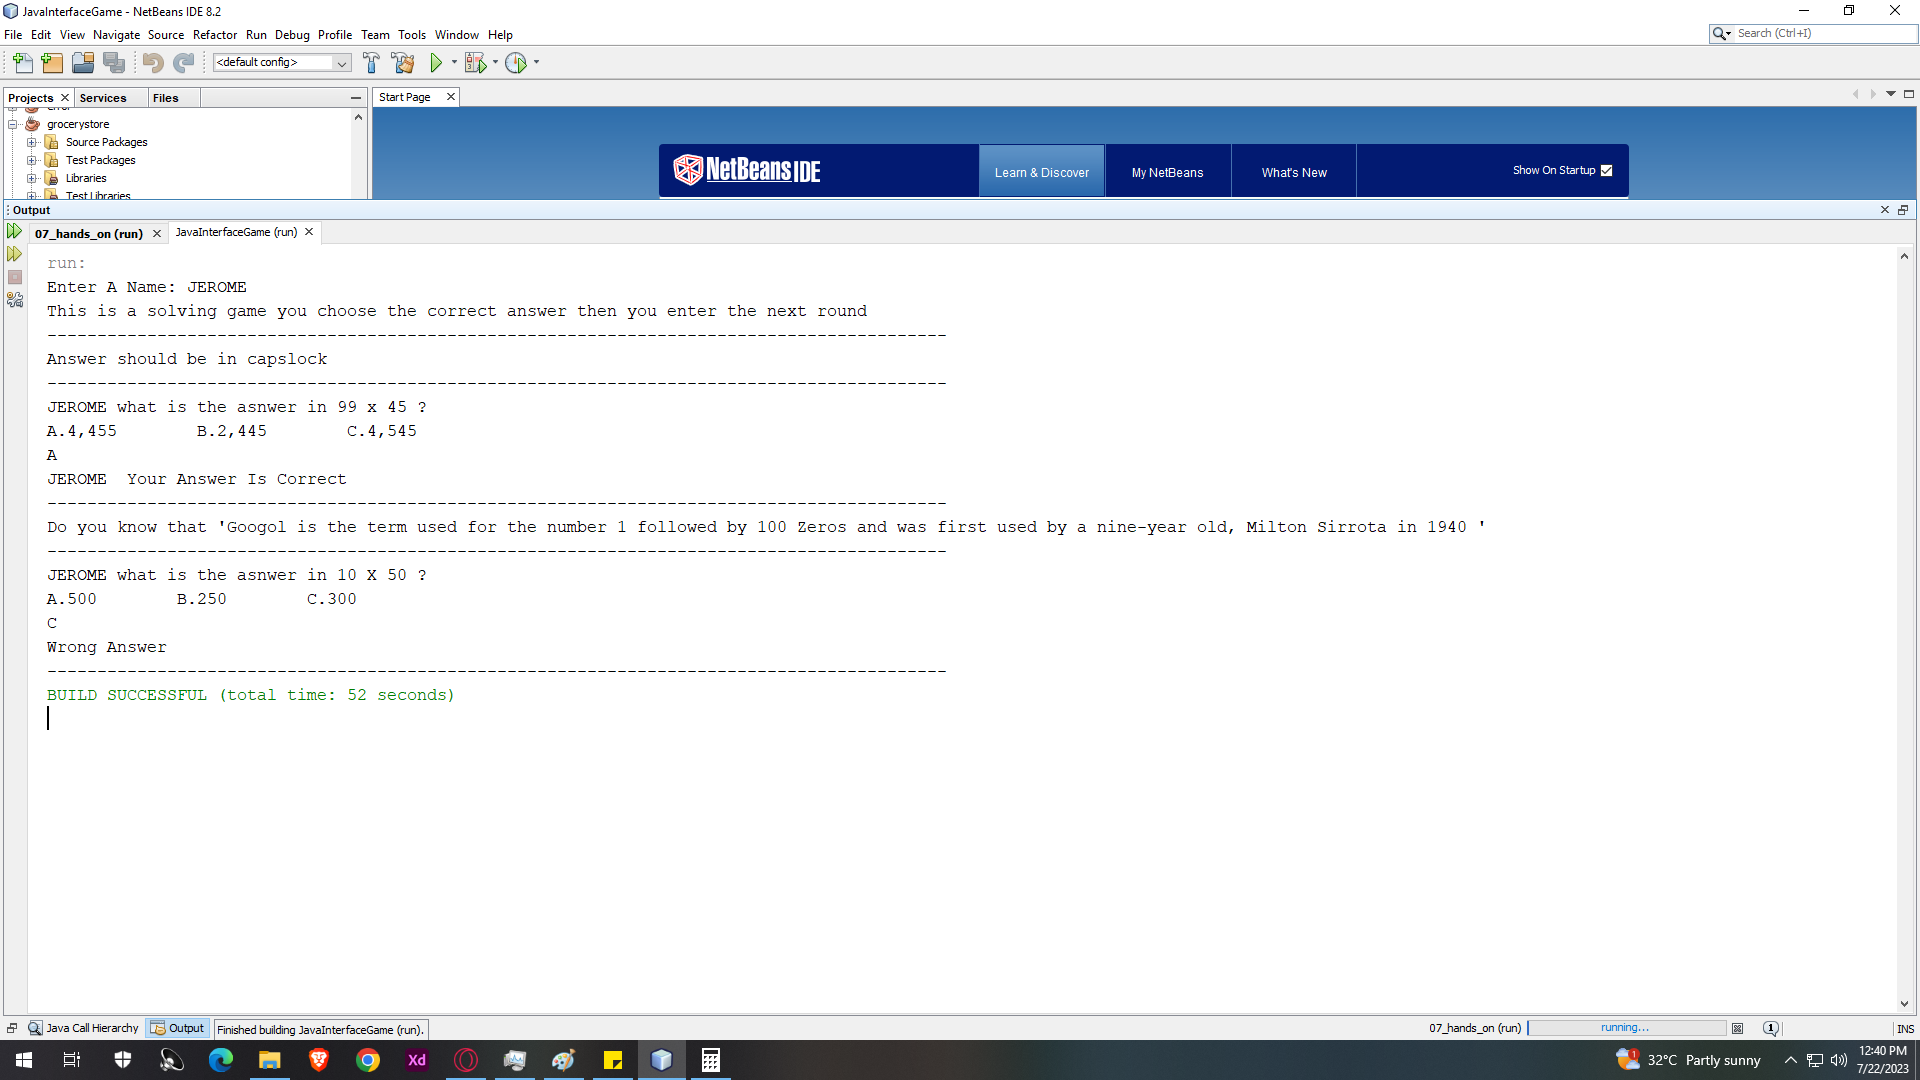 JavaInterfaceGame - NetBeans IDE 8.2
File Edit View Navigate Source Refactor Run Debug Profile Team Tools Window Help
Search (Ctrl+I)
<default config>
Projects Services Files
Start Page
grocerystore
Source Packages
Test Packages
Libraries
Test Libraries
NetBeans IDE
Learn & Discover My NetBeans What's New Show On Startup
Output
07_hands_on (run) JavaInterfaceGame (run)
run:
Enter A Name: JEROME
This is a solving game you choose the correct answer then you enter the next round
------------------------------------------------------------------------------------------
Answer should be in capslock
------------------------------------------------------------------------------------------
JEROME what is the asnwer in 99 x 45 ?
A.4,455 B.2,445 C.4,545
A
JEROME  Your Answer Is Correct
------------------------------------------------------------------------------------------
Do you know that 'Googol is the term used for the number 1 followed by 100 Zeros and was first used by a nine-year old, Milton Sirrota in 1940 '
------------------------------------------------------------------------------------------
JEROME what is the asnwer in 10 X 50 ?
A.500 B.250 C.300
C
Wrong Answer
------------------------------------------------------------------------------------------
BUILD SUCCESSFUL (total time: 52 seconds)
Java Call Hierarchy Output Finished building JavaInterfaceGame (run).
07_hands_on (run) running... 1 INS
Xd
1 32°C Partly sunny
12:40 PM
7/22/2023